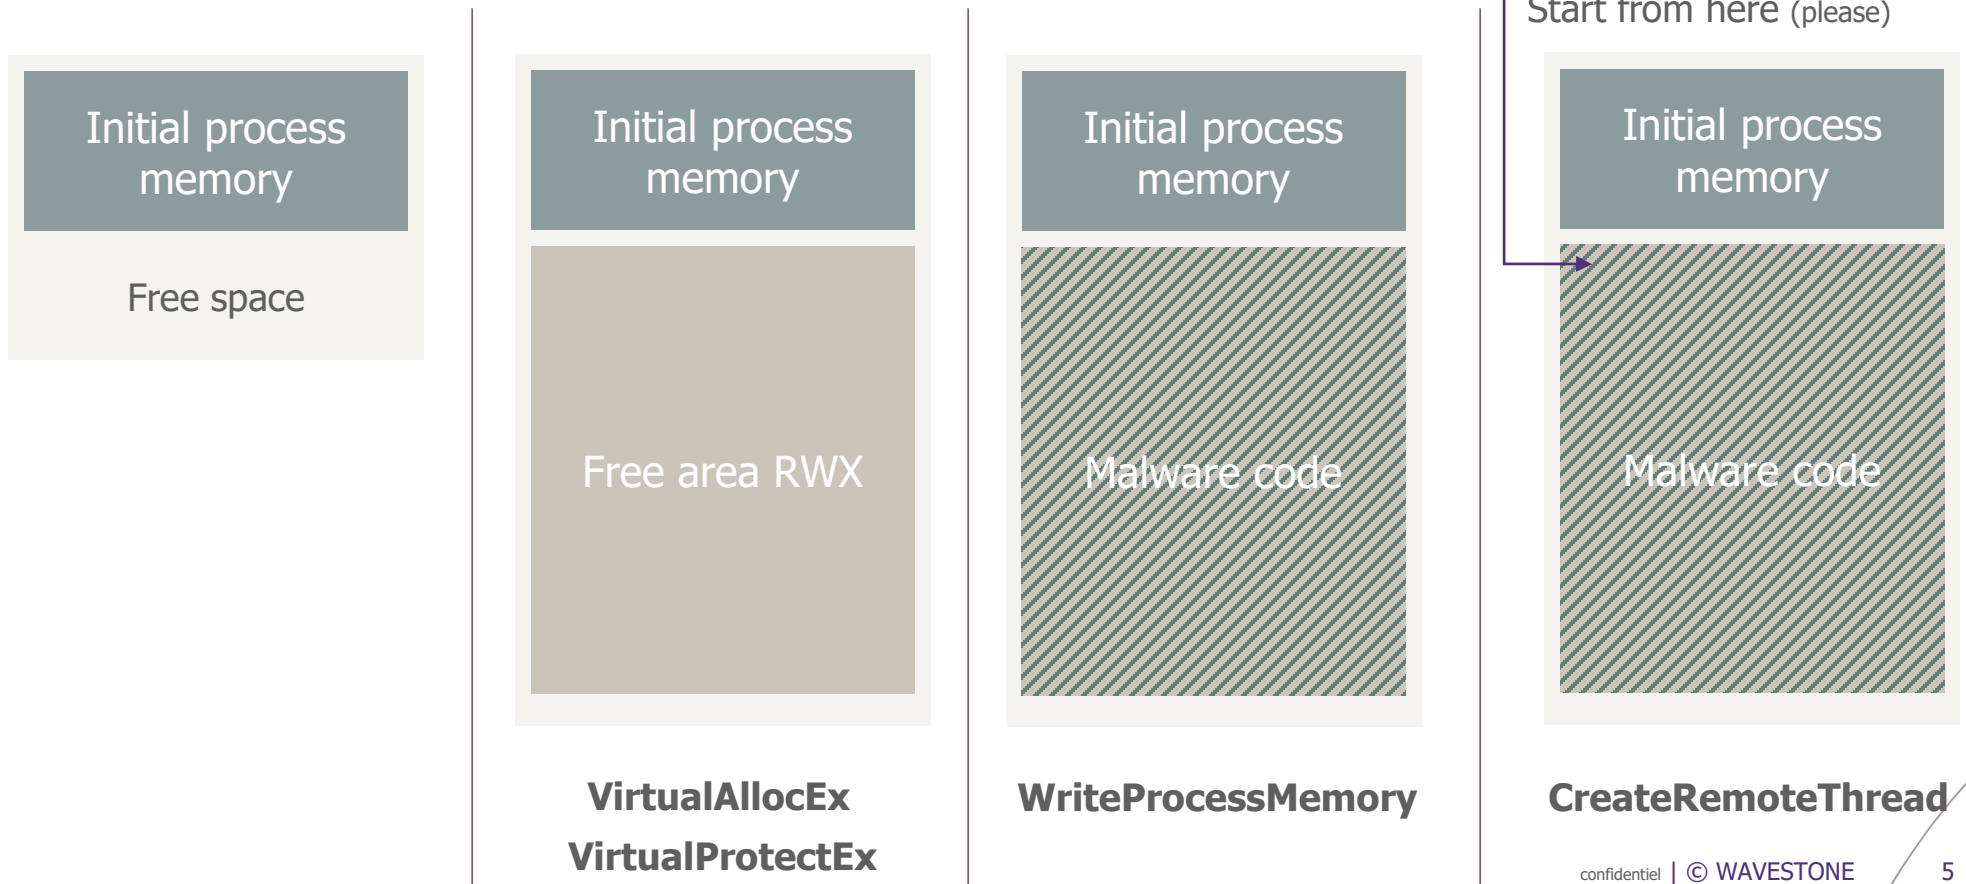 Initial process
memory
Free space
Initial process
memory
Free area RWX
VirtualAllocEx
VirtualProtectEx
Initial process
memory
Malware code
WriteProcessMemory
Start from here (please)
Initial process
memory
Malware code
CreateRemoteThread
confidentiel | © WAVESTONE 5